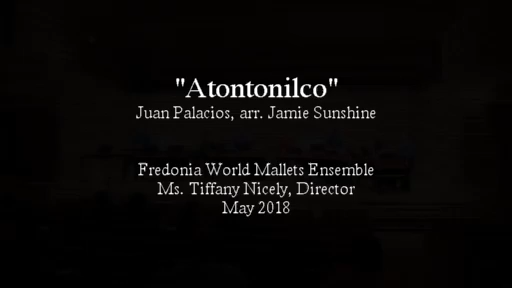 "Atontonilco"
Juan Palacios, arr. Jamie Sunshine
Fredonia World Mallets Ensemble
Ms. Tiffany Nicely, Director
May 2018